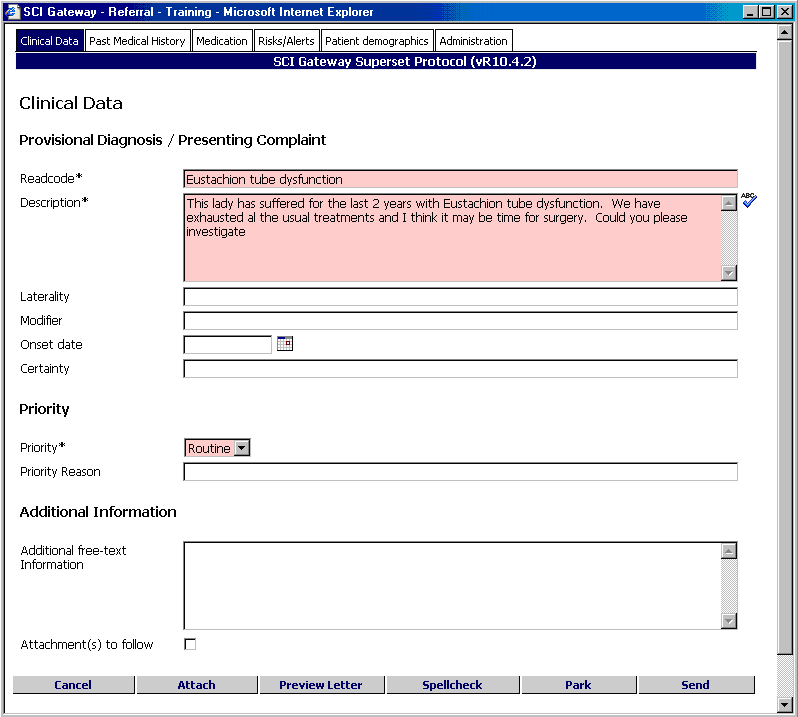 SCI Gateway - Referral - Training - Microsoft Internet Explorer
Clinical Data Past Medical History Medication Risks/Alerts Patient demographics Administration
SCI Gateway Superset Protocol (vR10.4.2)
Clinical Data
Provisional Diagnosis / Presenting Complaint
Readcode* Eustachion tube dysfunction
Description* This lady has suffered for the last 2 years with Eustachion tube dysfunction. We have
exhausted al the usual treatments and I think it may be time for surgery. Could you please
investigate
ABC
Laterality
Modifier
Onset date
Certainty
Priority
Priority* Routine
Priority Reason
Additional Information
Additional free-text
Information
Attachment(s) to follow
Cancel Attach Preview Letter Spellcheck Park Send